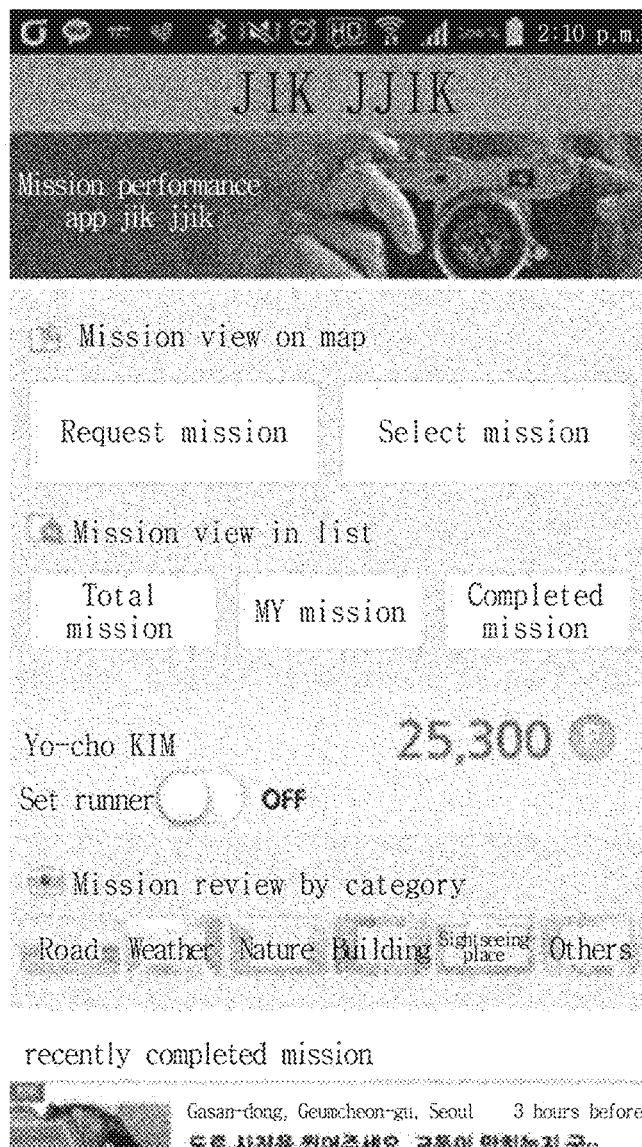 2:10 p.m.
JIK JJIK
Mission performance
app jik jjik
Mission view on map
Request mission
Select mission
Mission view in list
Total
mission
MY mission
Completed
mission
Yo-cho KIM
25,300
Set runner
OFF
Mission review by category
Road
Weather
Nature
Building
Sightseeing
place
Others
recently completed mission
Gasan-dong, Geumcheon-gu, Seoul 3 hours before